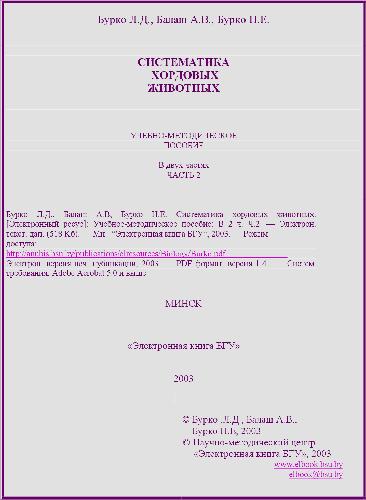 Бурко Л.Д., Балаш А.В., Бурко Н.Е.
СИСТЕМАТИКА
ХОРДОВЫХ
ЖИВОТНЫХ
УЧЕБНО-МЕТОДИЧЕСКОЕ
ПОСОБИЕ
В двух частях
ЧАСТЬ 2
Бурко Л.Д., Балаш А.В., Бурко Н.Е. Систематика хордовых животных.
[Электронный ресурс]: Учебно-методическое пособие: В 2 ч. Ч.2 — Электрон.
текст. дан. (518 Кб). — Мн.: "Электронная книга БГУ", 2003. — Режим
доступа:
http://anubis.bsu.by/publications/elresources/Biology/Burko.pdf
Электрон. версия печ. публикации, 2003. — PDF формат, версия 1.4. — Систем.
требования: Adobe Acrobat 5.0 и выше.
МИНСК
«Электронная книга БГУ»
2003
© Бурко Л.Д., Балаш А.В.,
Бурко Н.Е., 2003
© Научно-методический центр
«Электронная книга БГУ», 2003
www.elbook.bsu.by
elbook@bsu.by